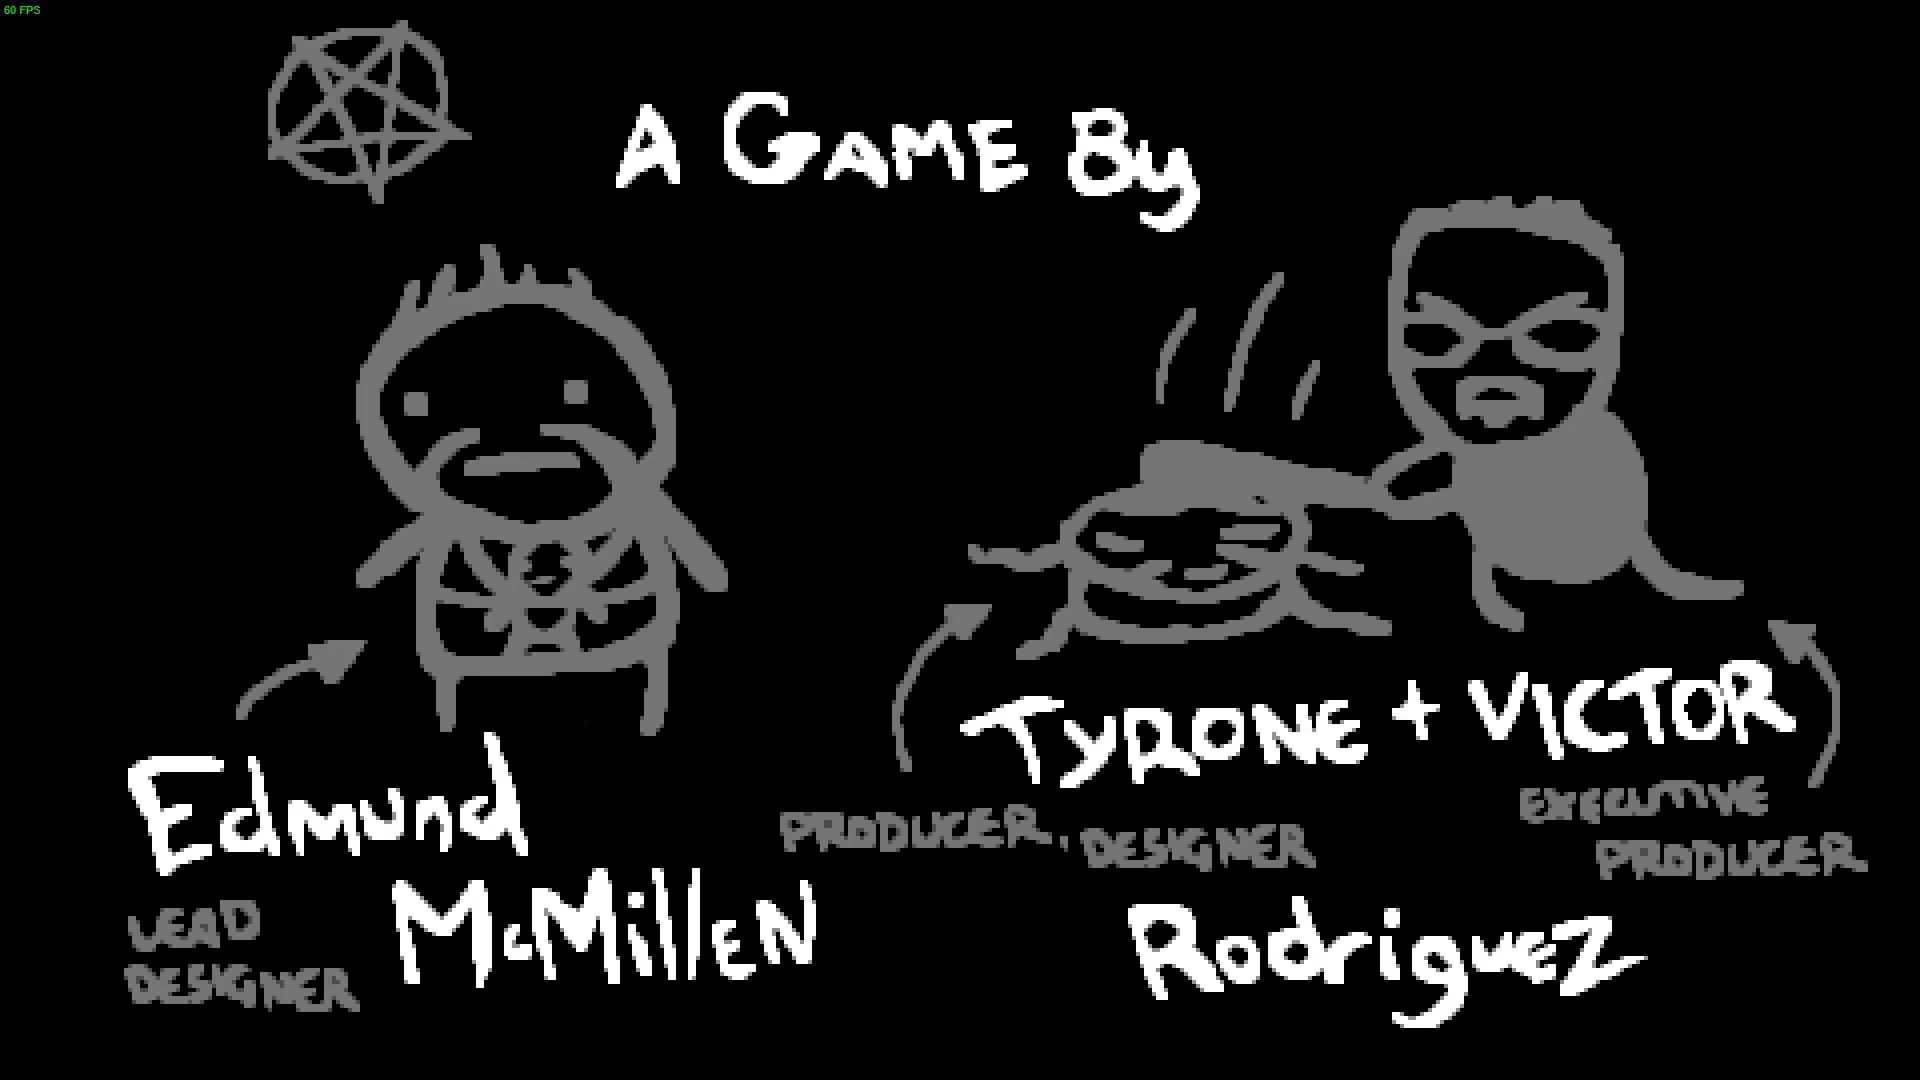 60 FPS
A GAME By
Edmund
McMillEN
LEAD
DESIGNER
TYRONE + VICTOR
PRODUCER.
DESIGNER
EXECUTIVE
PRODUCER
RodriguEZ